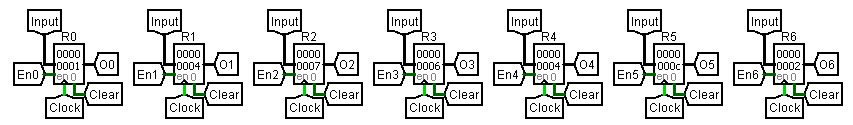 Input Input Input Input Input Input Input
R0 R1 R2 R3 R4 R5 R6
0000 0000 0000 0000 0000 0000 0000
0001 0004 0007 0006 0004 000c 0002
O0 O1 O2 O3 O4 O5 O6
En0 En1 En2 En3 En4 En5 En6
en 0 en 0 en 0 en 0 en 0 en 0 en 0
Clear Clear Clear Clear Clear Clear Clear
Clock Clock Clock Clock Clock Clock Clock